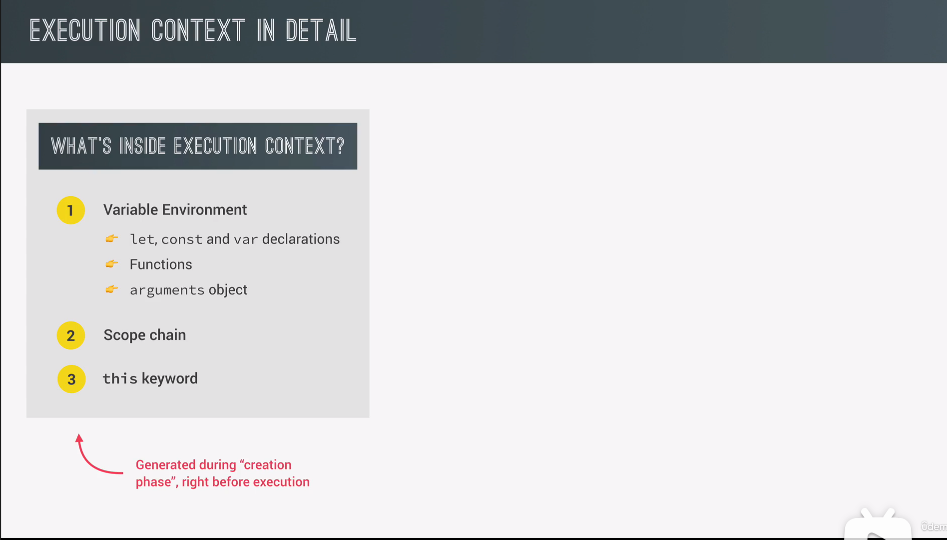 EXECUTION CONTEXT IN DETAIL
WHAT'S INSIDE EXECUTION CONTEXT?
1 Variable Environment
let, const and var declarations
Functions
arguments object
2 Scope chain
3 this keyword
Generated during “creation
phase”, right before execution